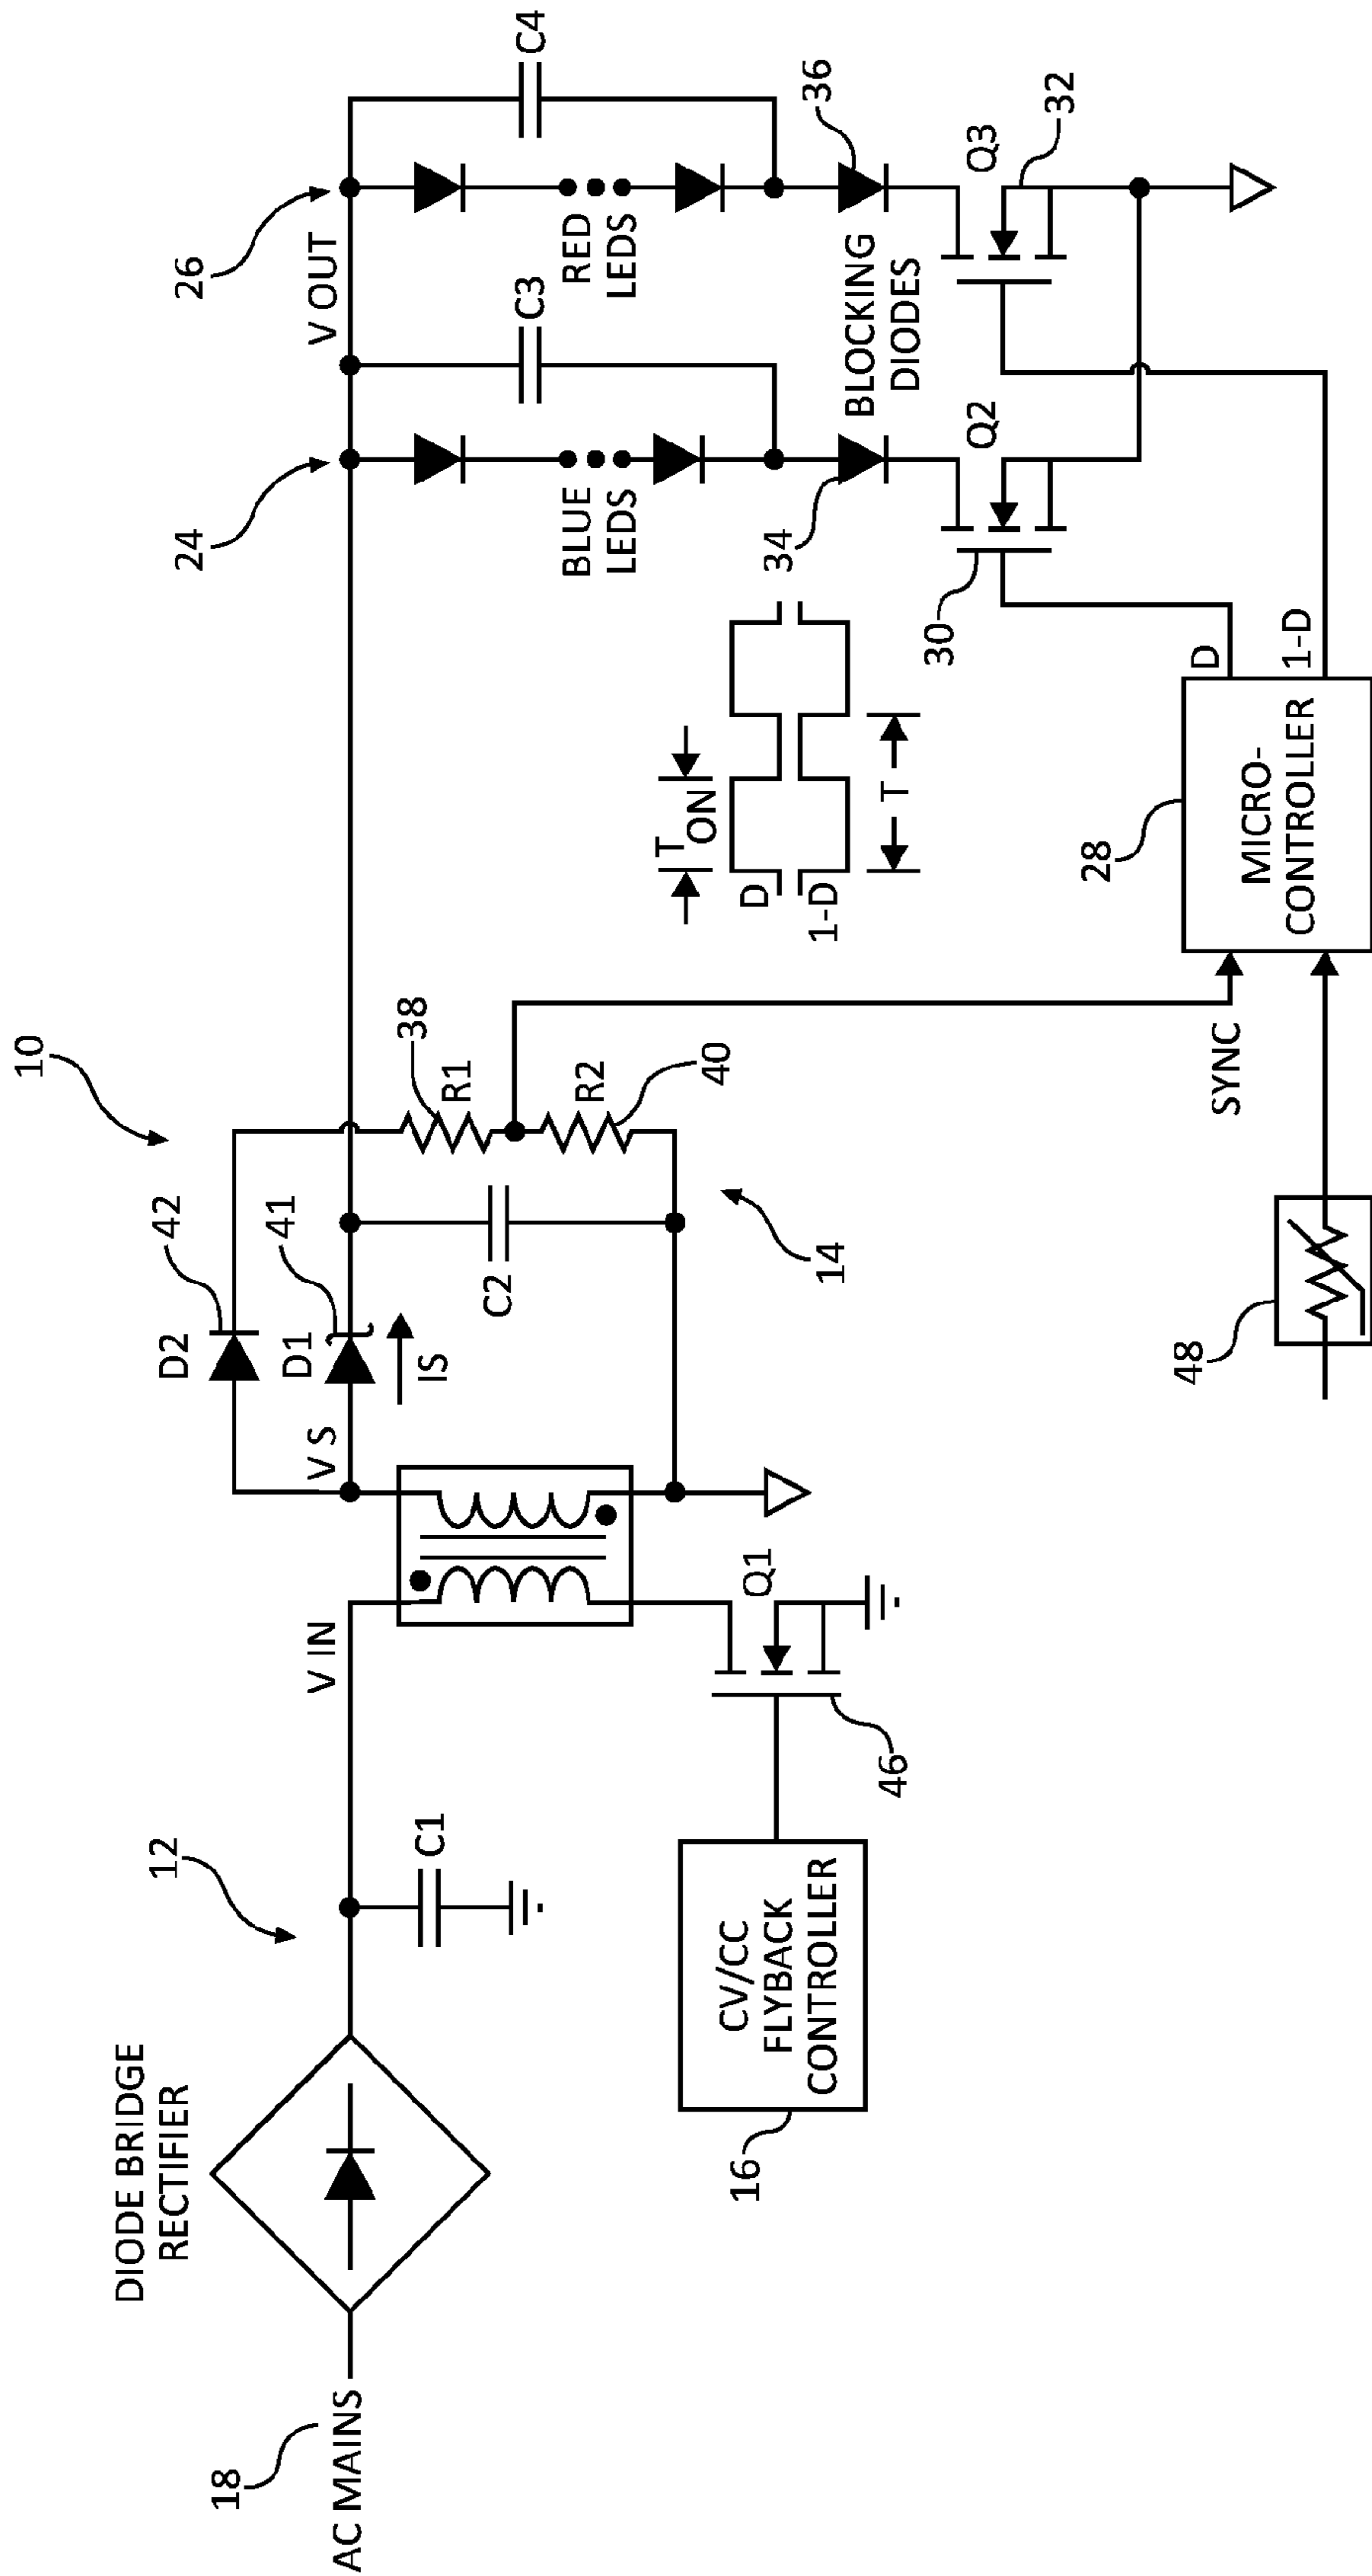 10
12
14
18
AC MAINS
DIODE BRIDGE
RECTIFIER
C1
V IN
CV/CC
FLYBACK
CONTROLLER
16
Q1
46
V S
D2
42
D1
41
IS
C2
38
R1
R2
40
SYNC
48
MICRO-
CONTROLLER
28
D
1-D
T
ON
D
1-D
T
V OUT
24
26
BLUE
LEDS
C3
RED
LEDS
C4
34
36
BLOCKING
DIODES
30
Q2
Q3
32